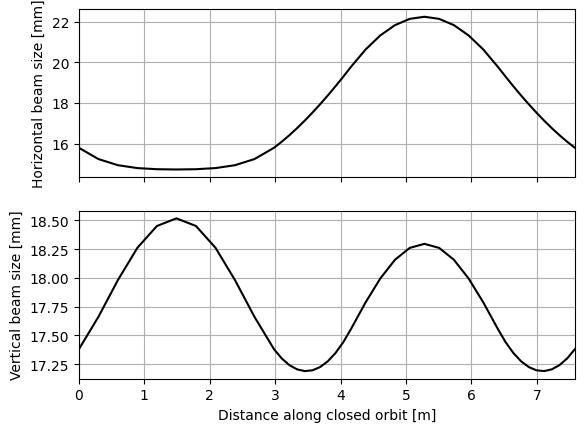 Horizontal beam size [mm]
22
20
18
16
Vertical beam size [mm]
18.50
18.25
18.00
17.75
17.50
17.25
0 1 2 3 4 5 6 7
Distance along closed orbit [m]